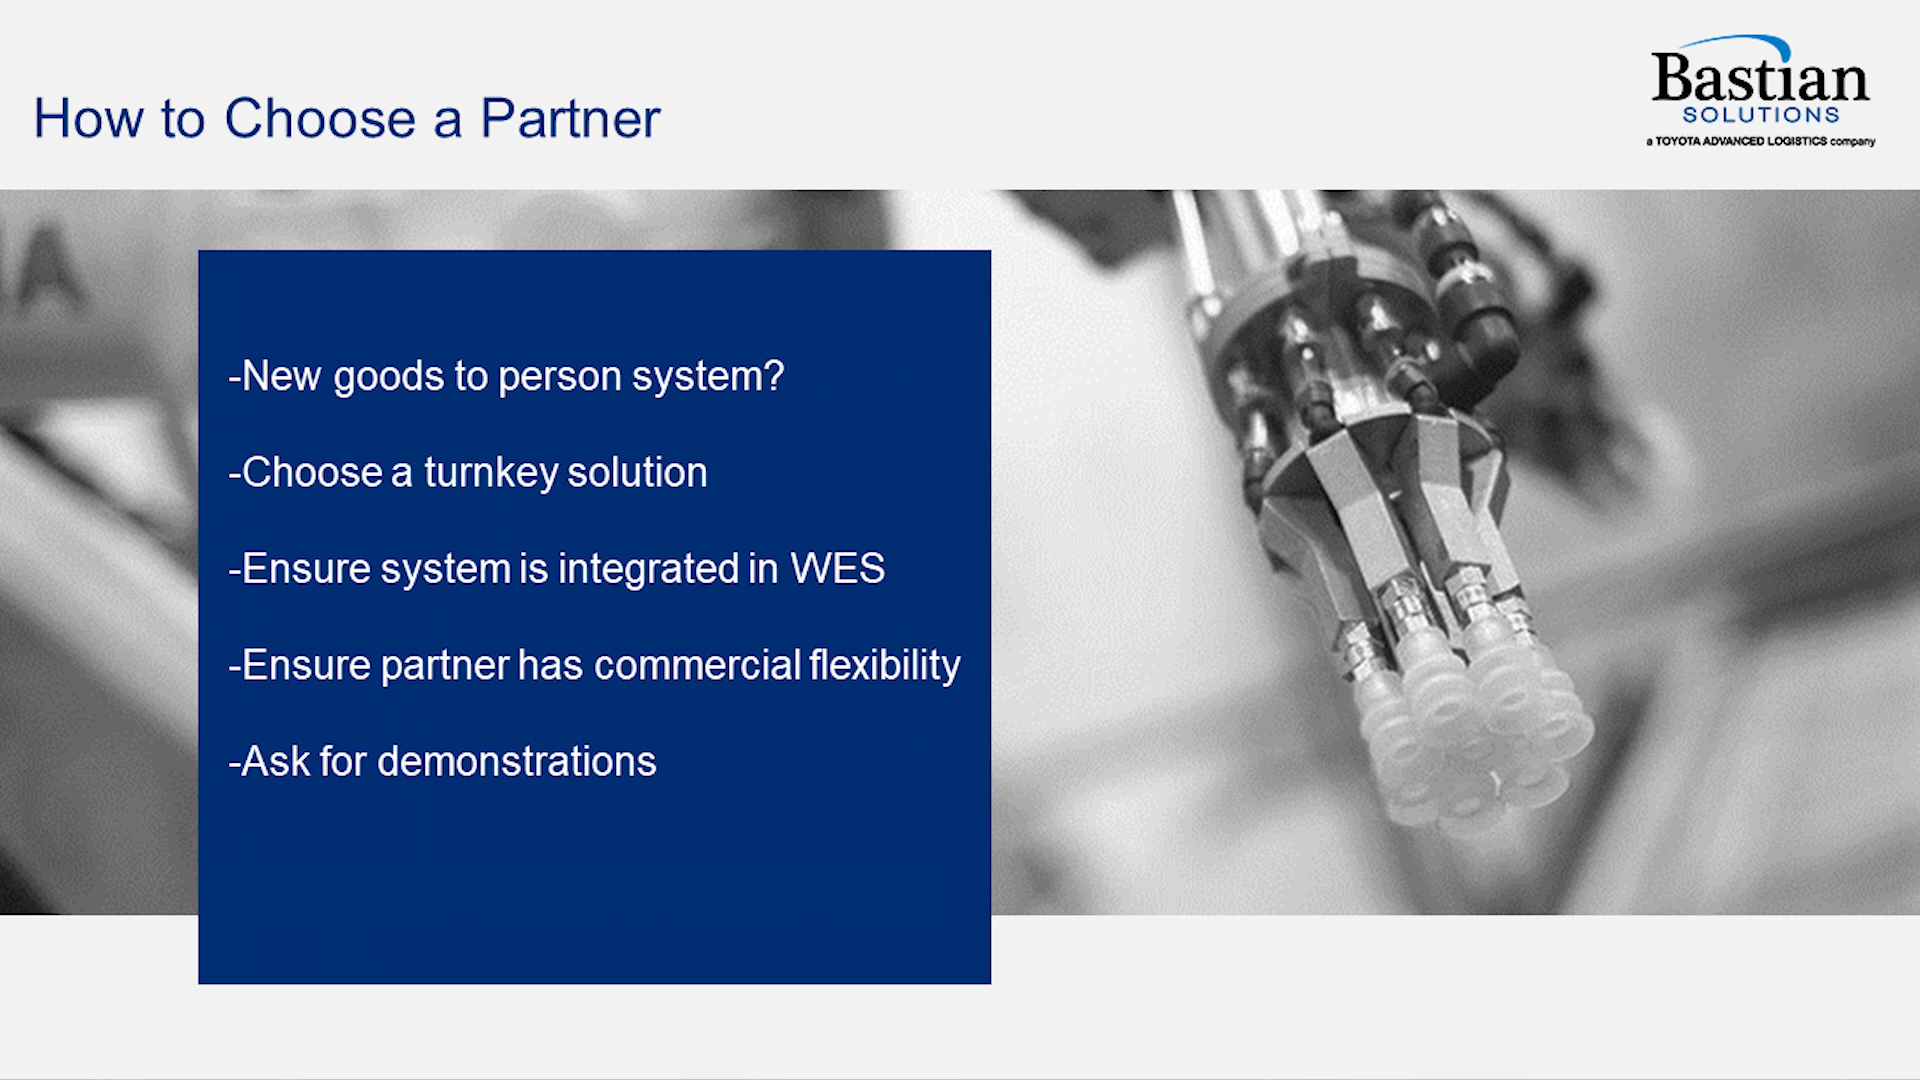 How to Choose a Partner
Bastian
SOLUTIONS
a TOYOTA ADVANCED LOGISTICS company
-New goods to person system?
-Choose a turnkey solution
-Ensure system is integrated in WES
-Ensure partner has commercial flexibility
-Ask for demonstrations